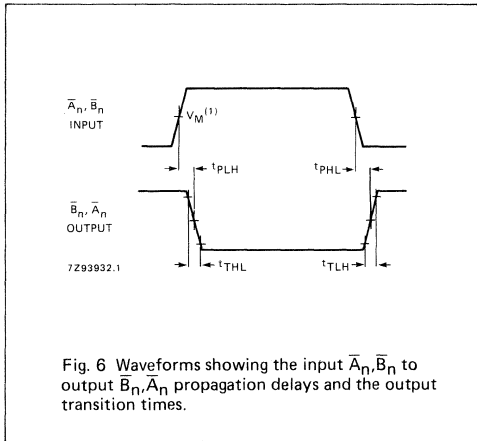 A̅n, B̅n
INPUT
VM(1)
tPLH
tPHL
B̅n, A̅n
OUTPUT
tTHL
tTLH
7Z93932.1
Fig. 6 Waveforms showing the input A̅n,B̅n to
output B̅n,A̅n propagation delays and the output
transition times.